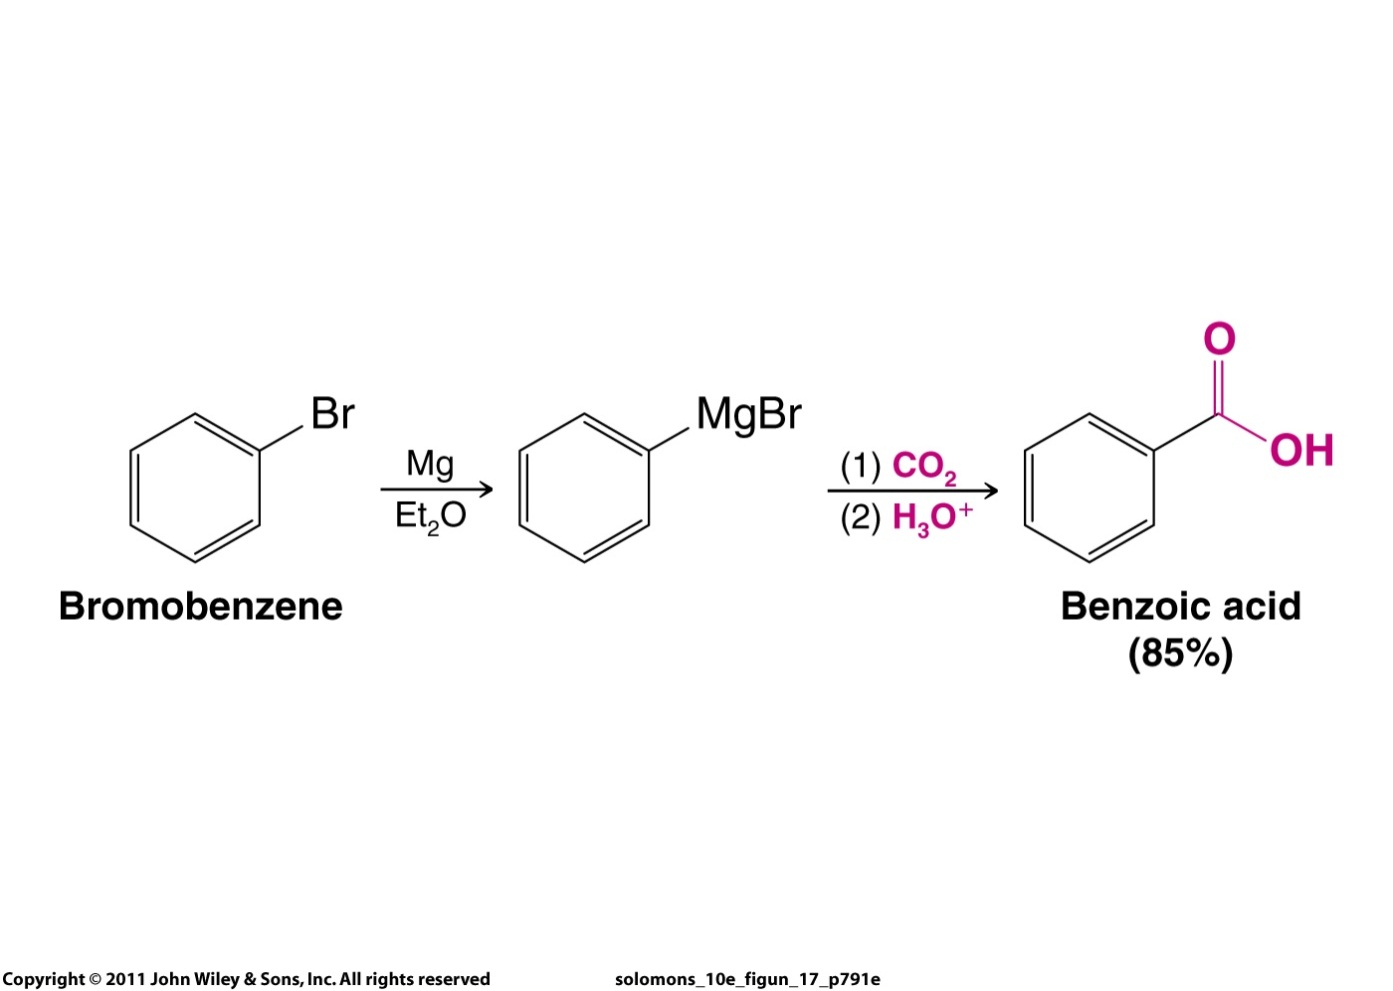 Br
Mg
Et₂O
MgBr
(1) CO₂
(2) H₃O⁺
O
OH
Bromobenzene
Benzoic acid
(85%)
Copyright © 2011 John Wiley & Sons, Inc. All rights reserved
solomons_10e_figun_17_p791e